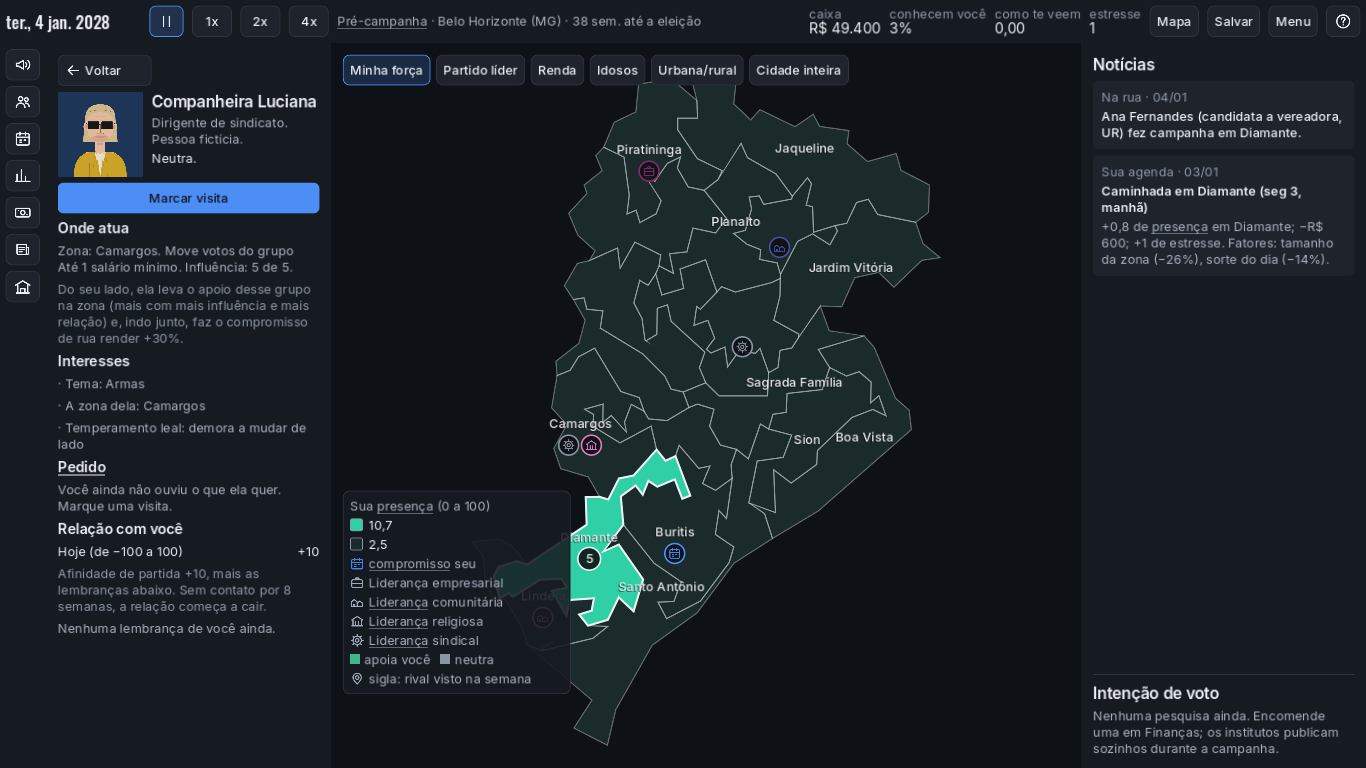 ter., 4 jan. 2028
1x
2x
4x
Pré-campanha · Belo Horizonte (MG) · 38 sem. até a eleição
caixa
R$ 49.400
conhecem você
3%
como te veem
0,00
estresse
1
Mapa
Salvar
Menu
← Voltar
Companheira Luciana
Dirigente de sindicato.
Pessoa fictícia.
Neutra.
Marcar visita
Onde atua
Zona: Camargos. Move votos do grupo
Até 1 salário mínimo. Influência: 5 de 5.
Do seu lado, ela leva o apoio desse grupo
na zona (mais com mais influência e mais
relação) e, indo junto, faz o compromisso
de rua render +30%.
Interesses
· Tema: Armas
· A zona dela: Camargos
· Temperamento leal: demora a mudar de
lado
Pedido
Você ainda não ouviu o que ela quer.
Marque uma visita.
Relação com você
Hoje (de −100 a 100) +10
Afinidade de partida +10, mais as
lembranças abaixo. Sem contato por 8
semanas, a relação começa a cair.
Nenhuma lembrança de você ainda.
Minha força
Partido líder
Renda
Idosos
Urbana/rural
Cidade inteira
Piratininga
Jaqueline
Planalto
Jardim Vitória
Sagrada Família
Camargos
Sion
Boa Vista
Buritis
5
Santo Antônio
Sua presença (0 a 100)
10,7
2,5
compromisso seu
Liderança empresarial
Liderança comunitária
Liderança religiosa
Liderança sindical
apoia você
neutra
sigla: rival visto na semana
Notícias
Na rua · 04/01
Ana Fernandes (candidata a vereadora,
UR) fez campanha em Diamante.
Sua agenda · 03/01
Caminhada em Diamante (seg 3,
manhã)
+0,8 de presença em Diamante; −R$
600; +1 de estresse. Fatores: tamanho
da zona (−26%), sorte do dia (−14%).
Intenção de voto
Nenhuma pesquisa ainda. Encomende
uma em Finanças; os institutos publicam
sozinhos durante a campanha.